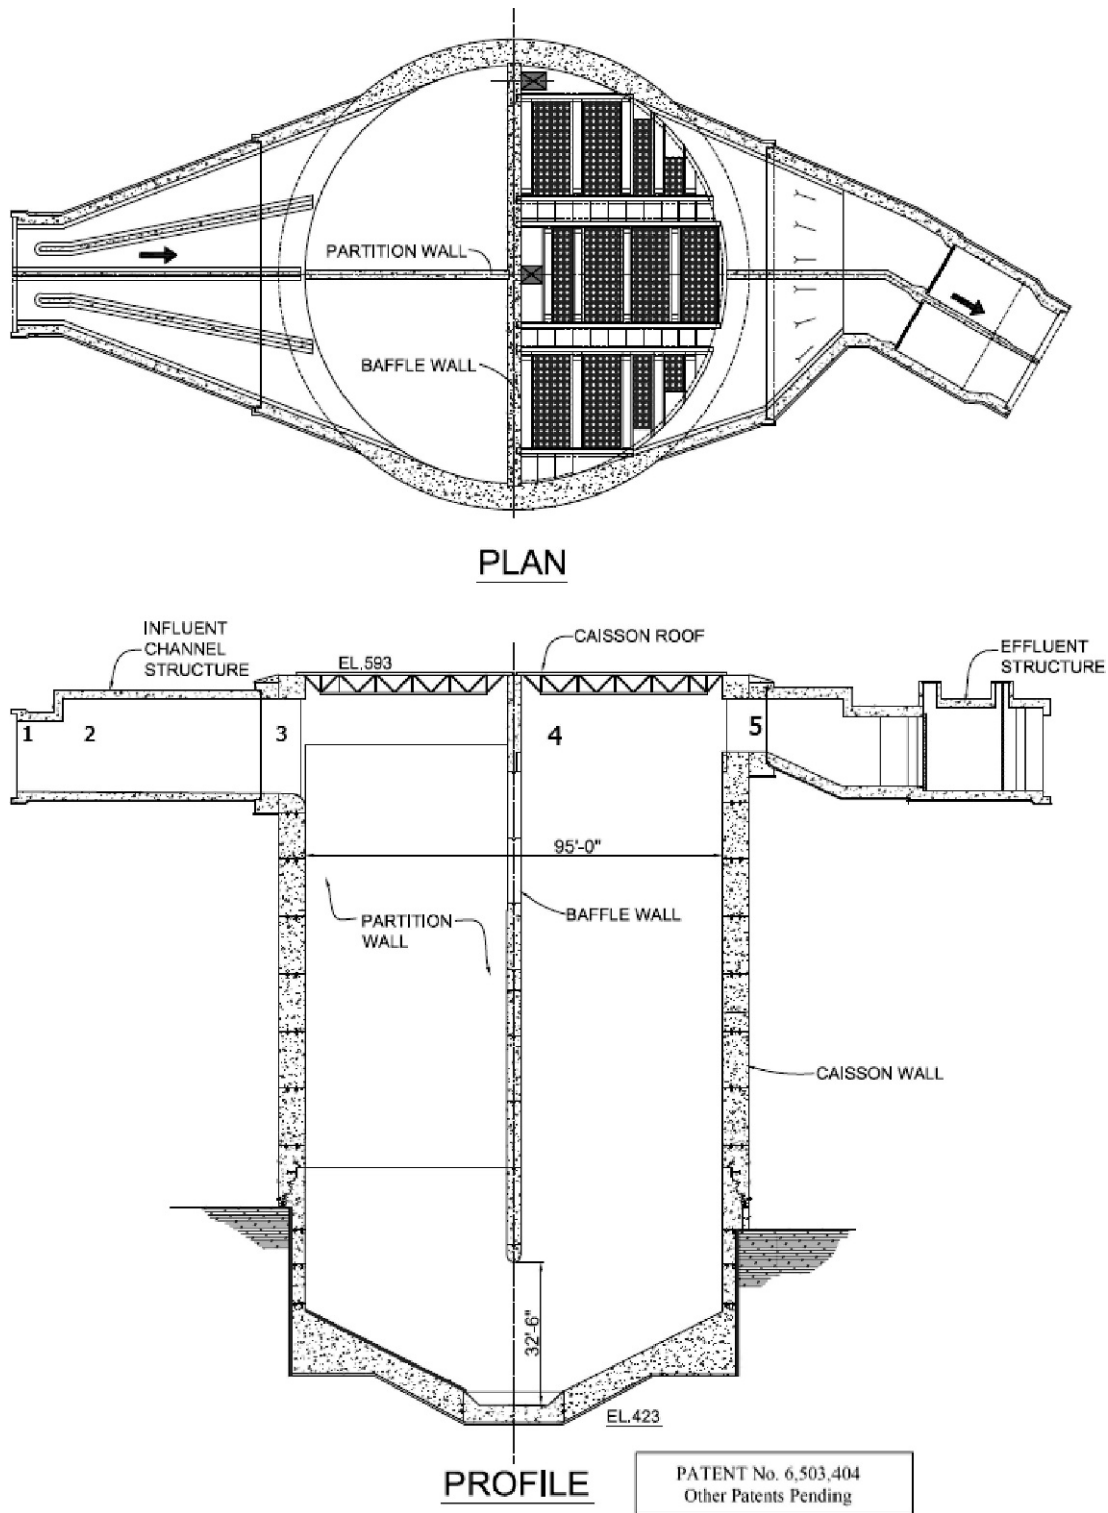 PARTITION WALL
BAFFLE WALL
PLAN
INFLUENT
CHANNEL
STRUCTURE
EL.593
CAISSON ROOF
EFFLUENT
STRUCTURE
1
2
3
4
5
95'-0"
PARTITION
WALL
BAFFLE WALL
CAISSON WALL
32'-6"
EL.423
PROFILE
PATENT No. 6,503,404
Other Patents Pending